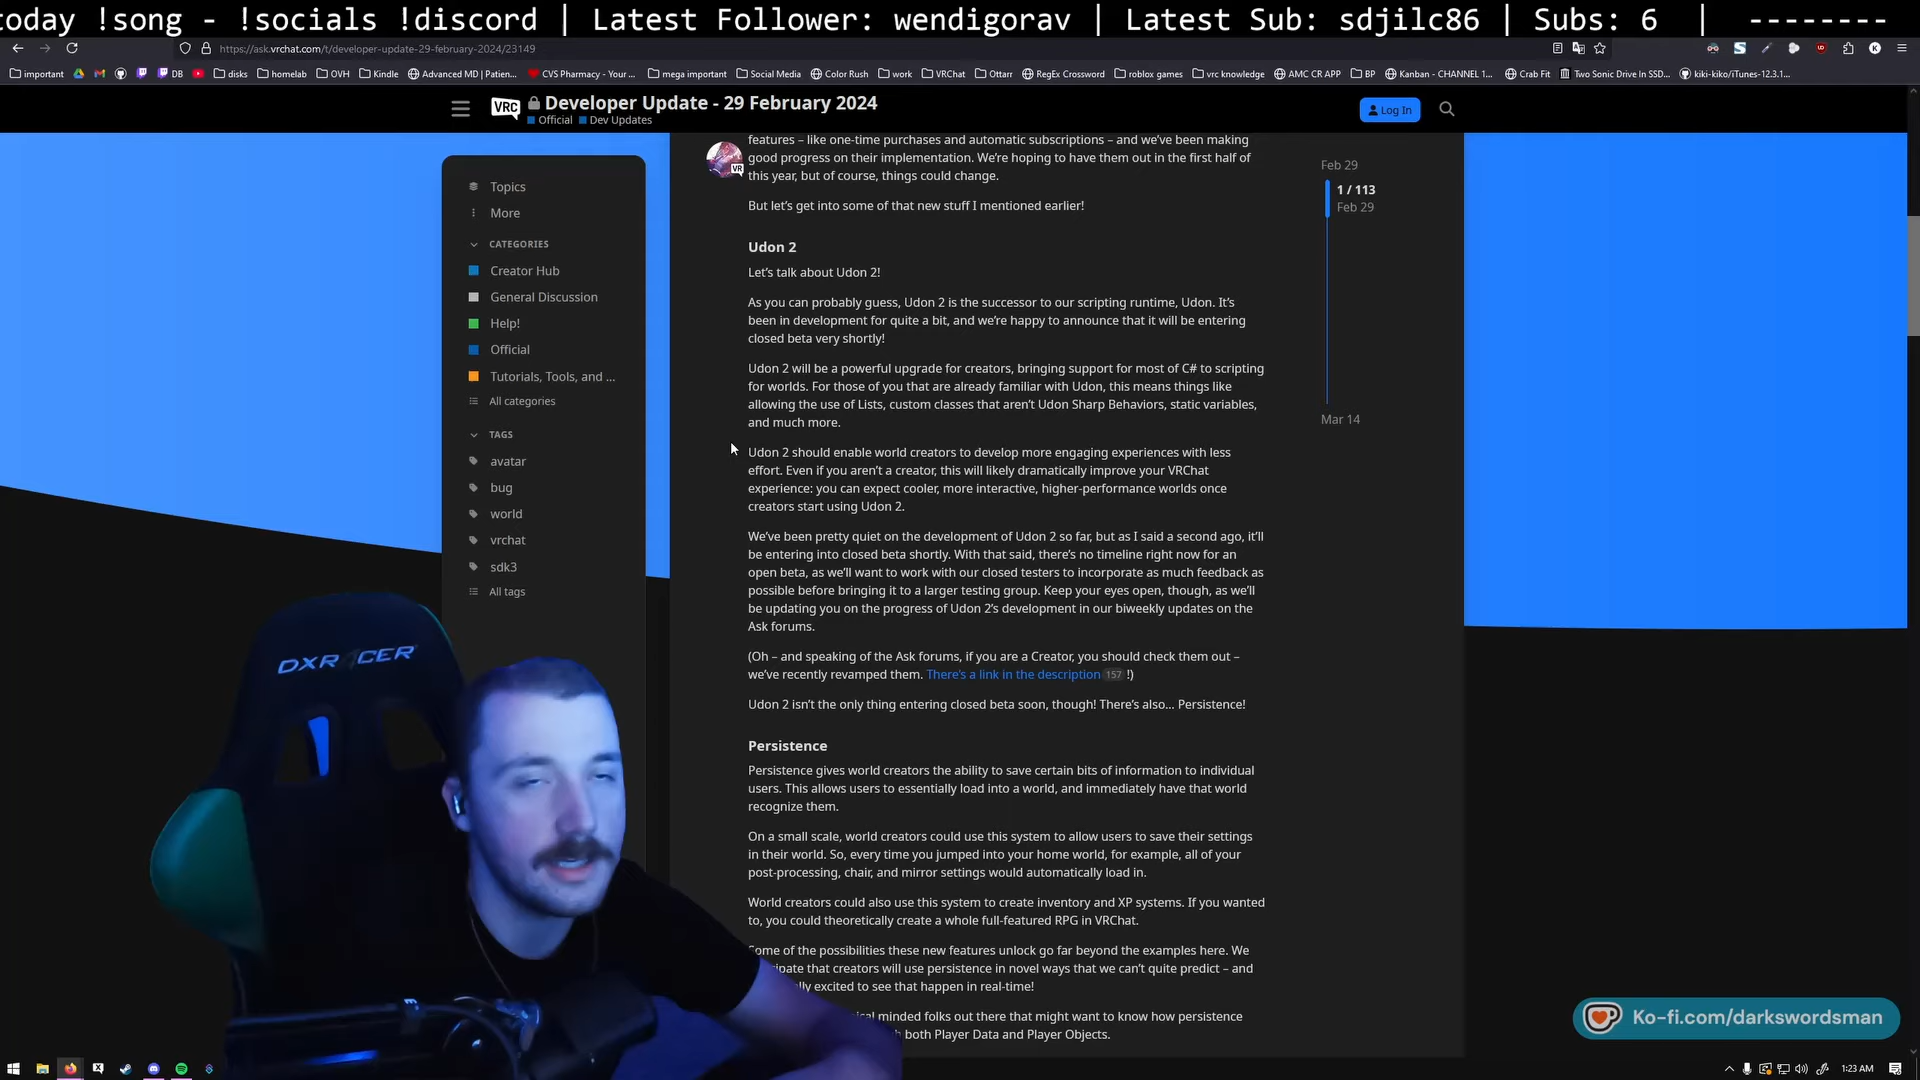 oday !song - !socials !discord | Latest Follower: wendigorav | Latest Sub: sdjilc86 | Subs: 6 | --------
https://ask.vrchat.com/t/developer-update-29-february-2024/23149
important
DB
disks
homelab
OVH
Kindle
Advanced MD | Patien...
CVS Pharmacy - Your ...
mega important
Social Media
Color Rush
work
VRChat
Ottarr
RegEx Crossword
roblox games
vrc knowledge
AMC CR APP
BP
Kanban - CHANNEL 1...
Crab Fit
Two Sonic Drive In SSD...
kiki-kiko/iTunes-12.3.1...
VRC
Developer Update - 29 February 2024
Official
Dev Updates
Log In
Topics
More
CATEGORIES
Creator Hub
General Discussion
Help!
Official
Tutorials, Tools, and ...
All categories
TAGS
avatar
bug
world
vrchat
sdk3
All tags
features – like one-time purchases and automatic subscriptions – and we’ve been making
good progress on their implementation. We’re hoping to have them out in the first half of
this year, but of course, things could change.
But let’s get into some of that new stuff I mentioned earlier!
Udon 2
Let’s talk about Udon 2!
As you can probably guess, Udon 2 is the successor to our scripting runtime, Udon. It’s
been in development for quite a bit, and we’re happy to announce that it will be entering
closed beta very shortly!
Udon 2 will be a powerful upgrade for creators, bringing support for most of C# to scripting
for worlds. For those of you that are already familiar with Udon, this means things like
allowing the use of Lists, custom classes that aren’t Udon Sharp Behaviors, static variables,
and much more.
Udon 2 should enable world creators to develop more engaging experiences with less
effort. Even if you aren’t a creator, this will likely dramatically improve your VRChat
experience: you can expect cooler, more interactive, higher-performance worlds once
creators start using Udon 2.
We’ve been pretty quiet on the development of Udon 2 so far, but as I said a second ago, it’ll
be entering into closed beta shortly. With that said, there’s no timeline right now for an
open beta, as we’ll want to work with our closed testers to incorporate as much feedback as
possible before bringing it to a larger testing group. Keep your eyes open, though, as we’ll
be updating you on the progress of Udon 2’s development in our biweekly updates on the
Ask forums.
(Oh – and speaking of the Ask forums, if you are a Creator, you should check them out –
we’ve recently revamped them. There’s a link in the description 157 !)
Udon 2 isn’t the only thing entering closed beta soon, though! There’s also... Persistence!
Persistence
Persistence gives world creators the ability to save certain bits of information to individual
users. This allows users to essentially load into a world, and immediately have that world
recognize them.
On a small scale, world creators could use this system to allow users to save their settings
in their world. So, every time you jumped into your home world, for example, all of your
post-processing, chair, and mirror settings would automatically load in.
World creators could also use this system to create inventory and XP systems. If you wanted
to, you could theoretically create a whole full-featured RPG in VRChat.
Some of the possibilities these new features unlock go far beyond the examples here. We
ipate that creators will use persistence in novel ways that we can’t quite predict – and
lly excited to see that happen in real-time!
ical minded folks out there that might want to know how persistence
both Player Data and Player Objects.
Feb 29
1 / 113
Feb 29
Mar 14
DXRACER
Ko-fi.com/darkswordsman
1:23 AM